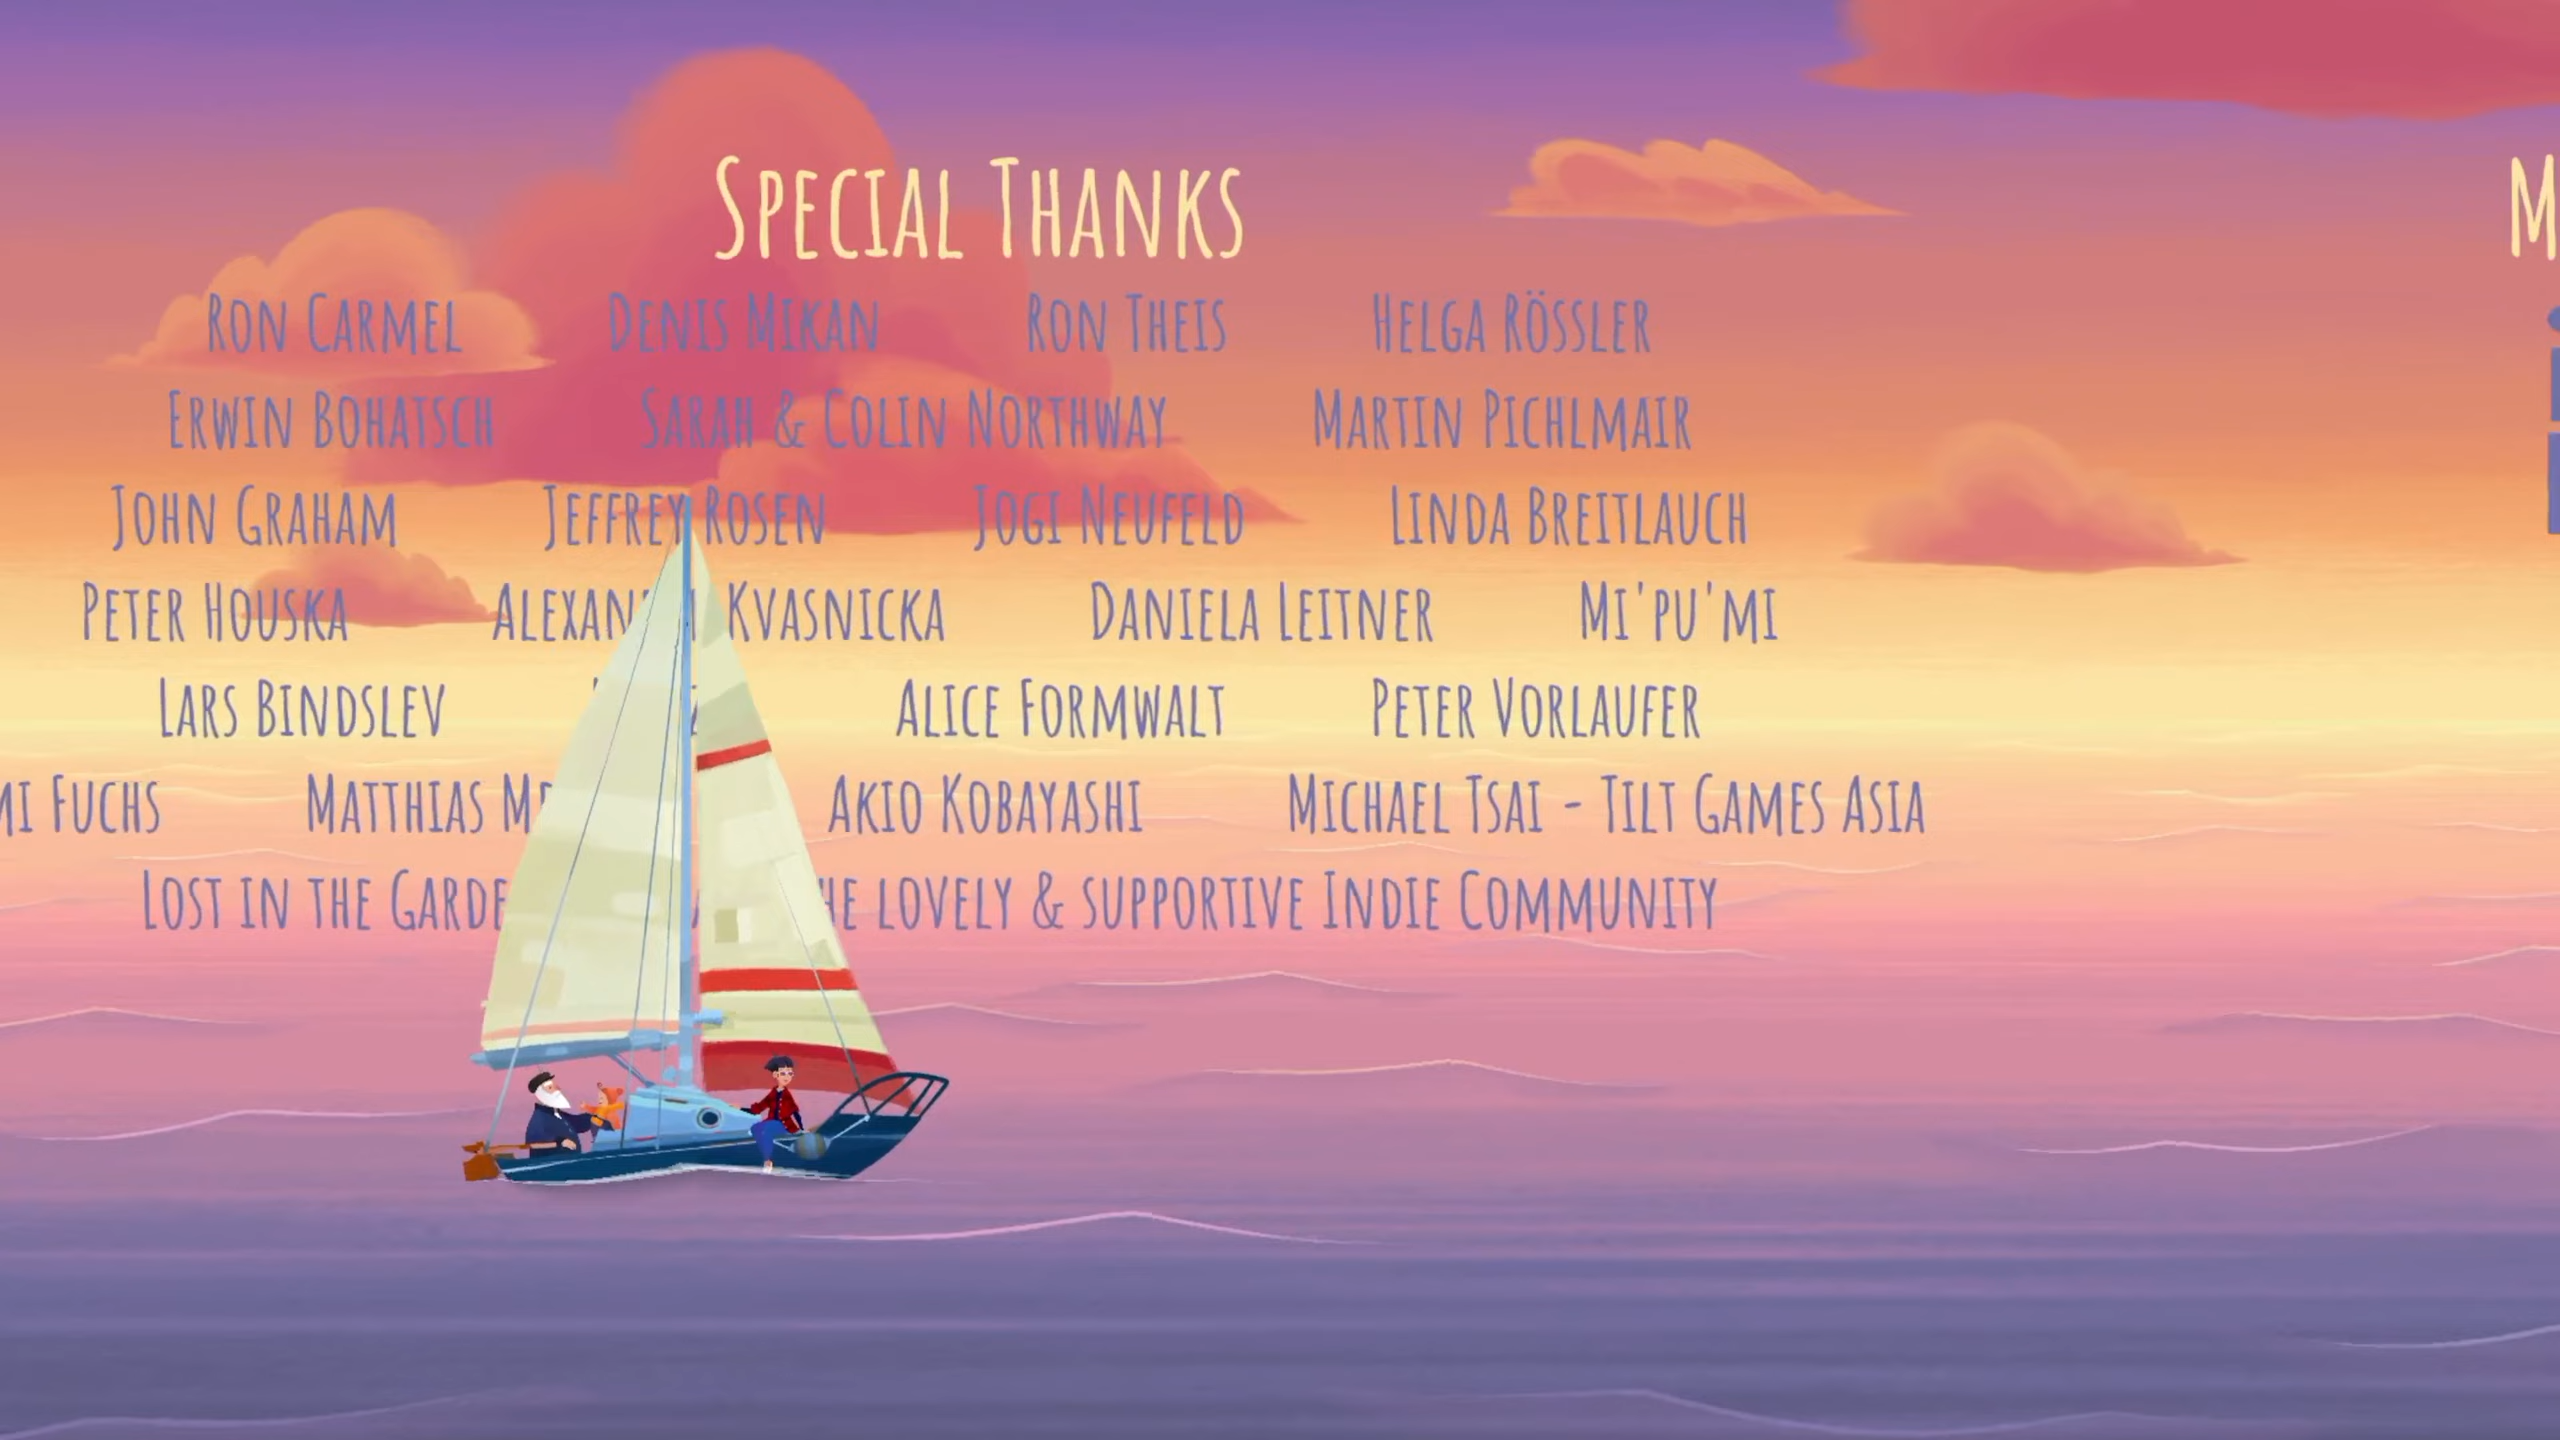 Special Thanks
Ron Carmel Denis Mikan Ron Theis Helga Rössler
Erwin Bohatsch Sarah & Colin Northway Martin Pichlmair
John Graham Jeffrey Rosen Jogi Neufeld Linda Breitlauch
Peter Houska Kvasnicka Daniela Leitner Mi'pu'mi
Lars Bindslev Alice Formwalt Peter Vorlaufer
Fuchs Matthias Akio Kobayashi Michael Tsai - Tilt Games Asia
Lost in the lovely & supportive Indie Community